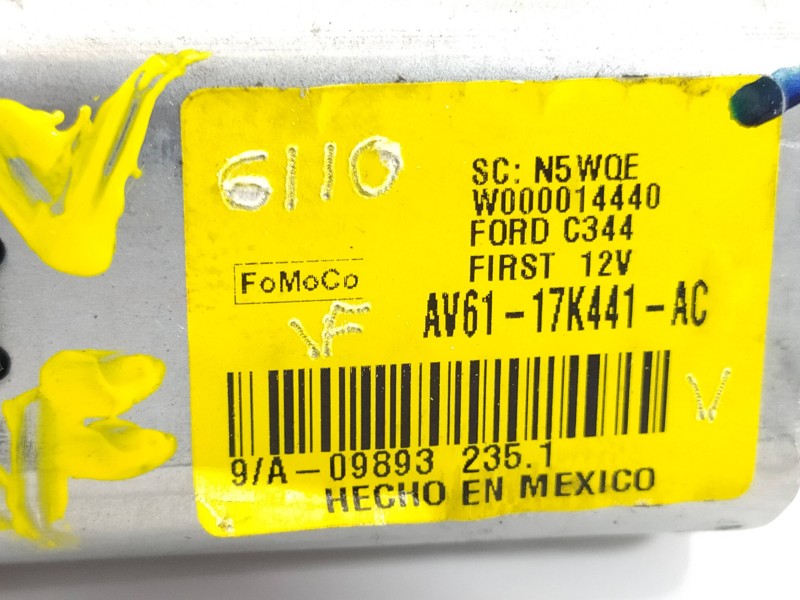 6110
SC: N5WQE
W000014440
FORD C344
FIRST 12V
FoMoCo
AV61-17K441-AC
VF
V
9/A-09893 235.1
HECHO EN MEXICO